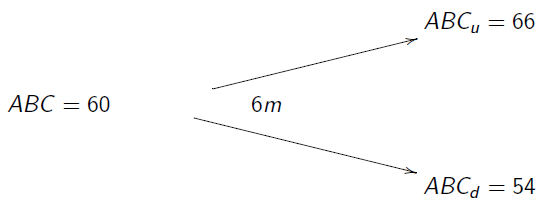 ABC_u = 66
ABC = 60
6m
ABC_d = 54